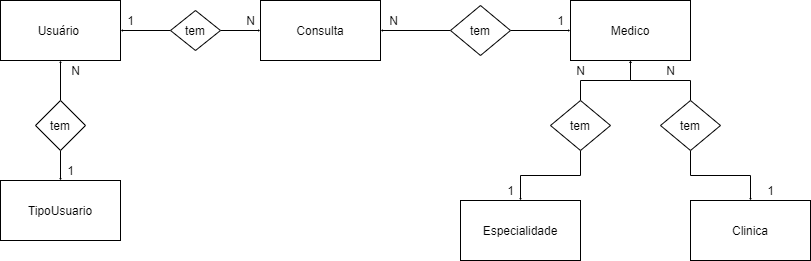 Usuário
1
tem
N
Consulta
N
tem
1
Medico
N
tem
1
TipoUsuario
N
N
tem
tem
1
1
Especialidade
Clinica